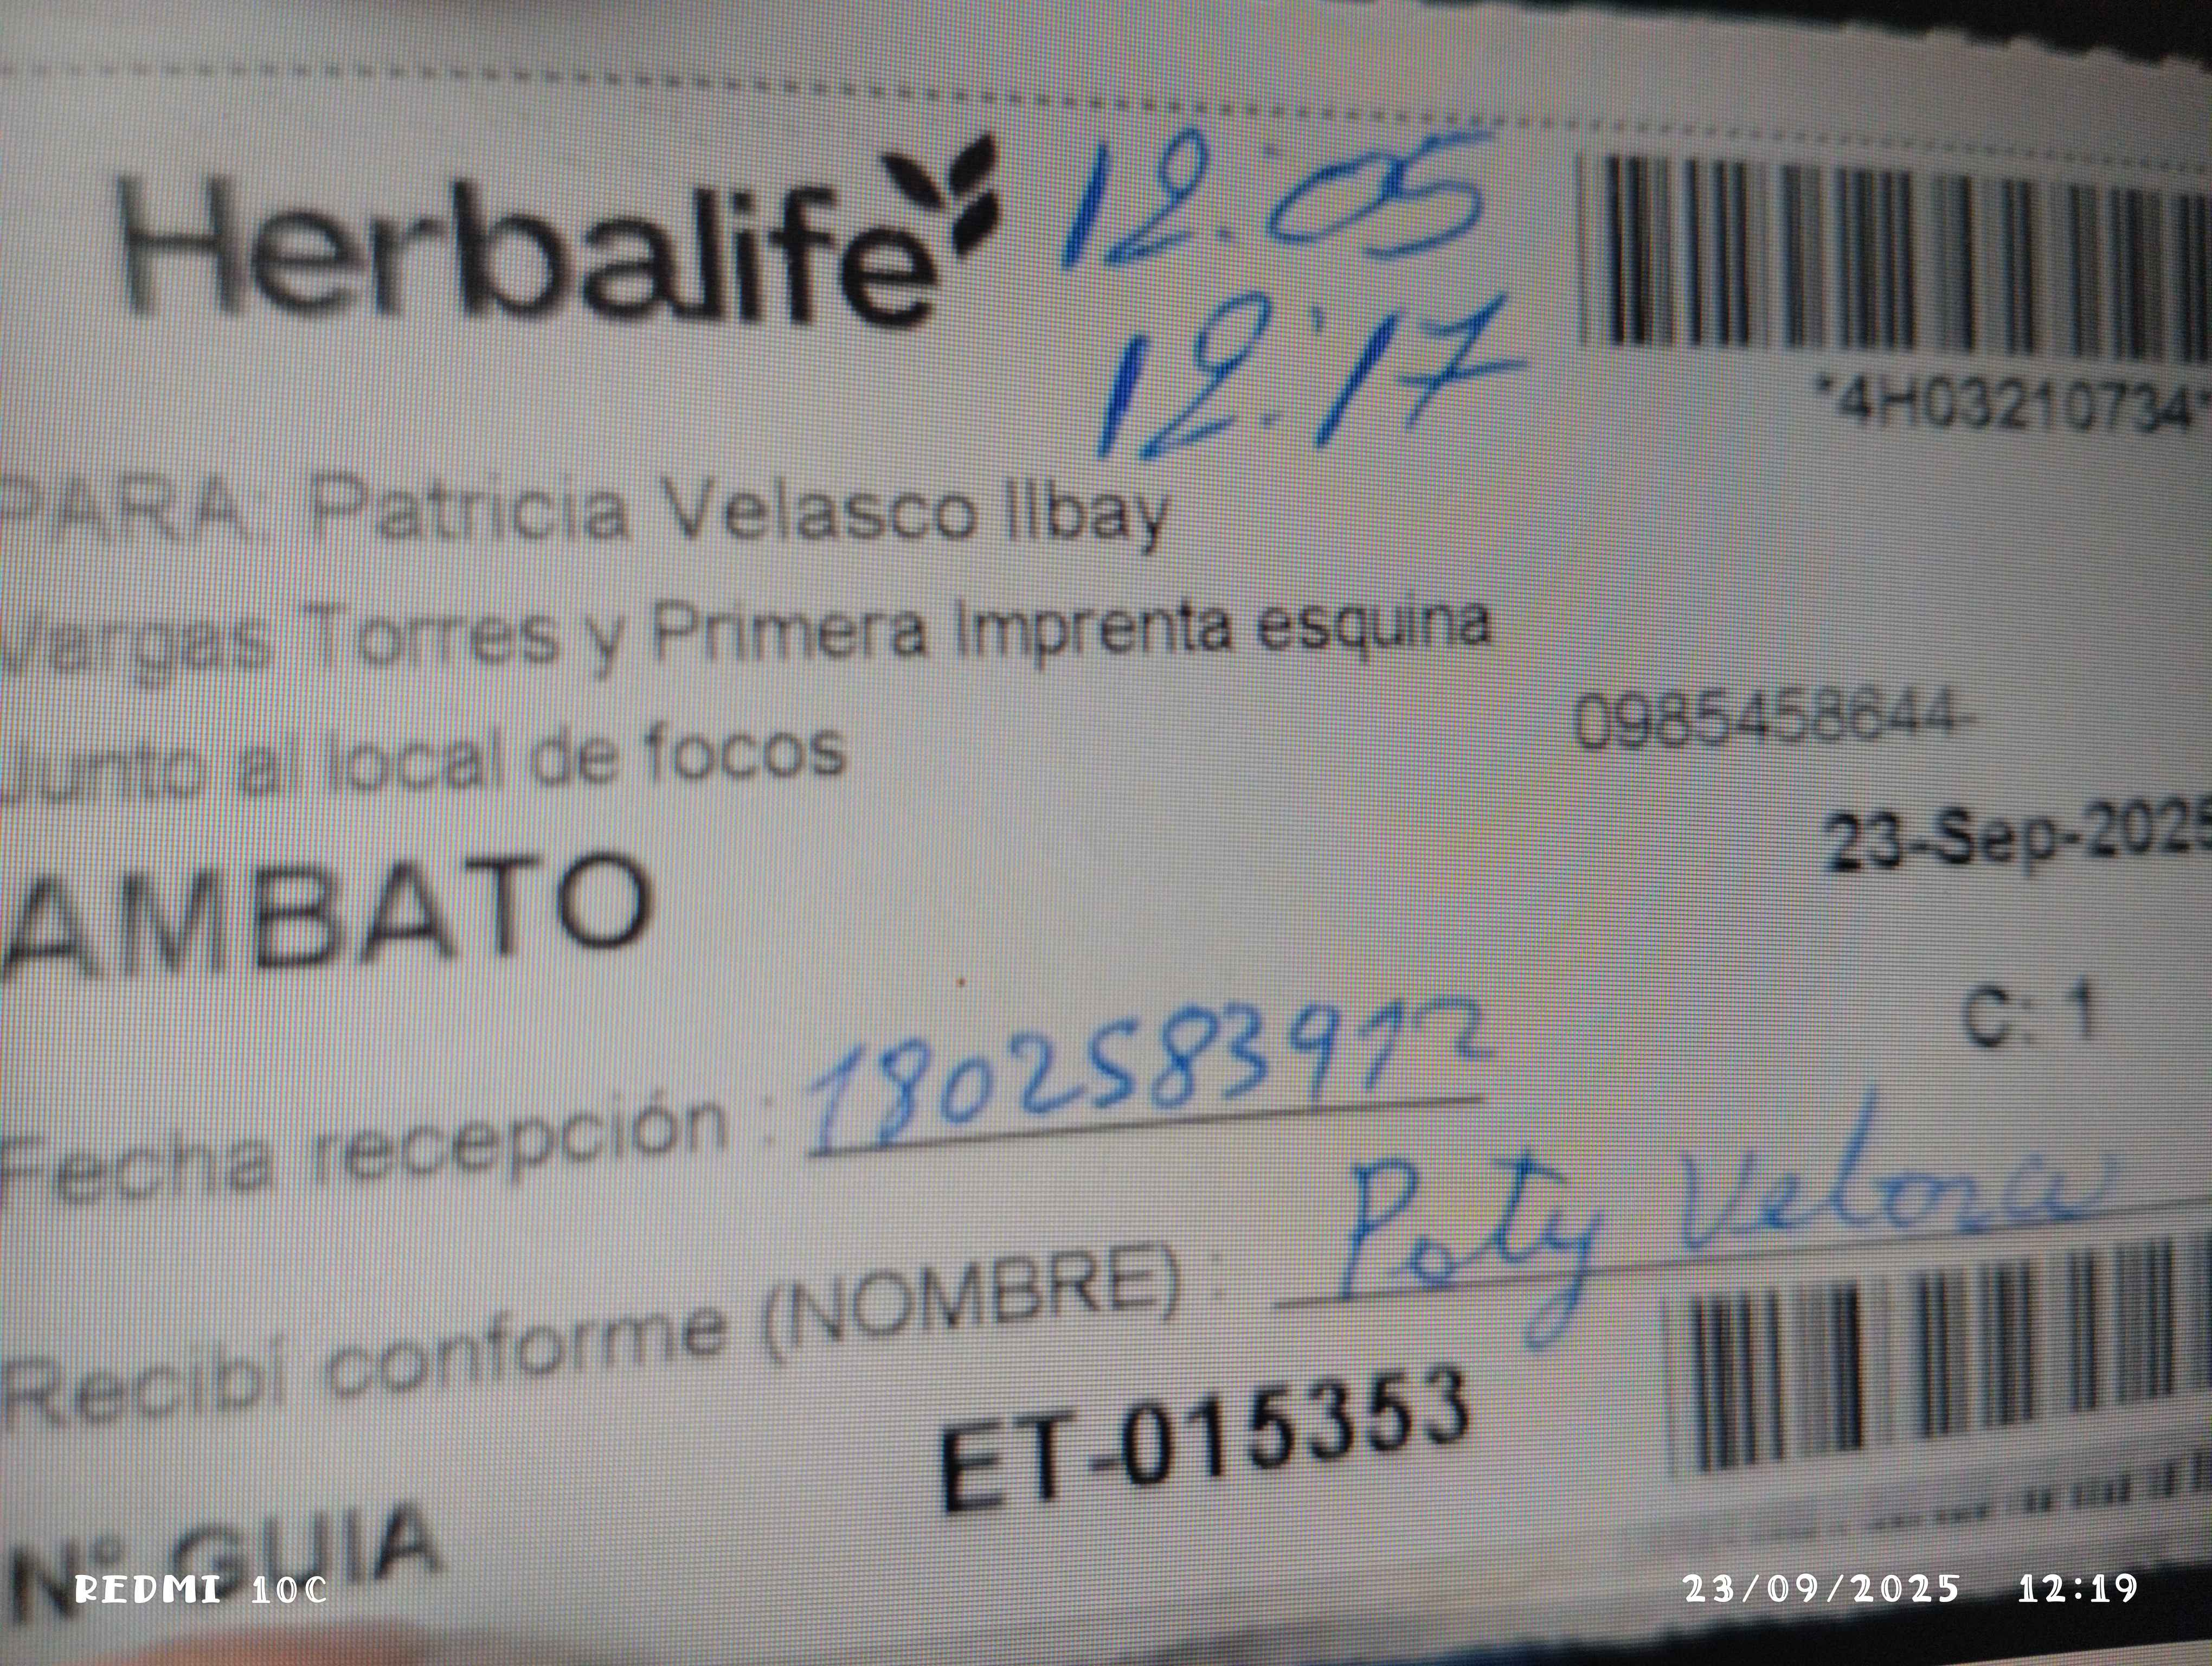 Herbalife 12:05
12:17
*4H03210734*
PARA: Patricia Velasco Ilbay
Vargas Torres y Primera Imprenta esquina
Junto al local de focos
0985458644-
23-Sep-2025
AMBATO
C: 1
Fecha recepción : 1802583912
Recibí conforme (NOMBRE) : Paty
ET-015353
N° GUIA
REDMI 10C
23/09/2025 12:19